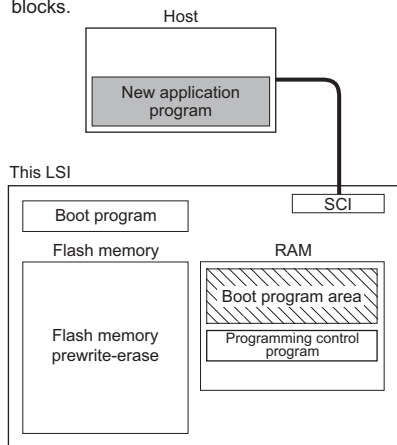 blocks.
Host
New application
program
This LSI
SCI
Boot program
Flash memory
RAM
Boot program area
Flash memory
prewrite-erase
Programming control
program